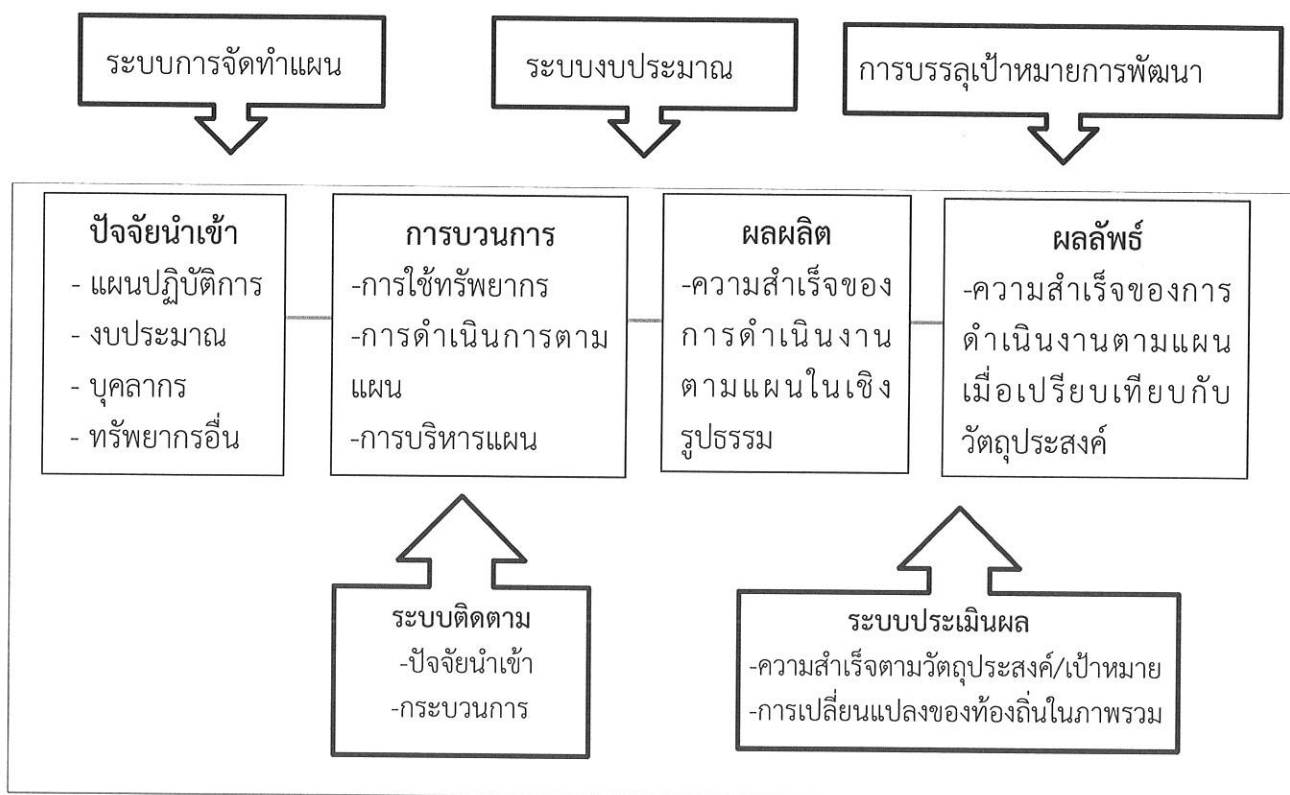 ระบบการจัดทำแผน
ระบบงบประมาณ
การบรรลุเป้าหมายการพัฒนา
ปัจจัยนำเข้า
- แผนปฏิบัติการ
- งบประมาณ
- บุคลากร
- ทรัพยากรอื่น
การบวนการ
-การใช้ทรัพยากร
-การดำเนินการตาม
แผน
-การบริหารแผน
ผลผลิต
-ความสำเร็จของ
การดำเนินงาน
ตามแผนในเชิง
รูปธรรม
ผลลัพธ์
-ความสำเร็จของการ
ดำเนินงานตามแผน
เมื่อเปรียบเทียบกับ
วัตถุประสงค์
ระบบติดตาม
-ปัจจัยนำเข้า
-กระบวนการ
ระบบประเมินผล
-ความสำเร็จตามวัตถุประสงค์/เป้าหมาย
-การเปลี่ยนแปลงของท้องถิ่นในภาพรวม